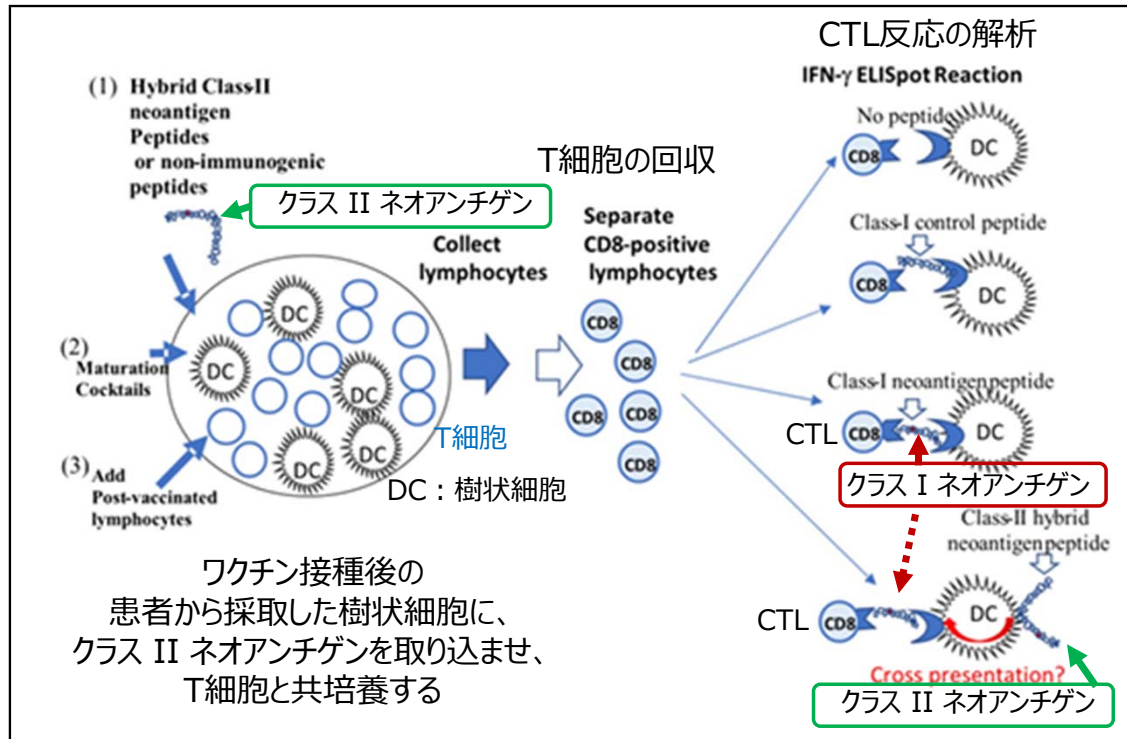 CTL反応の解析
IFN-γ ELISpot Reaction
(1) Hybrid Class-II
neoantigen
Peptides
or non-immunogenic
peptides
クラス II ネオアンチゲン
T細胞の回収
Collect
lymphocytes
Separate
CD8-positive
lymphocytes
(2)
Maturation
Cocktails
(3)
Add
Post-vaccinated
lymphocytes
DC
DC
DC
DC
DC
T細胞
DC：樹状細胞
CD8
CD8
CD8
CD8
CD8
No peptide
CD8
DC
Class-I control peptide
CD8
DC
Class-I neoantigen peptide
CTL
CD8
DC
クラス I ネオアンチゲン
Class-II hybrid
neoantigen peptide
CTL
CD8
DC
Cross presentation?
クラス II ネオアンチゲン
ワクチン接種後の
患者から採取した樹状細胞に、
クラス II ネオアンチゲンを取り込ませ、
T細胞と共培養する